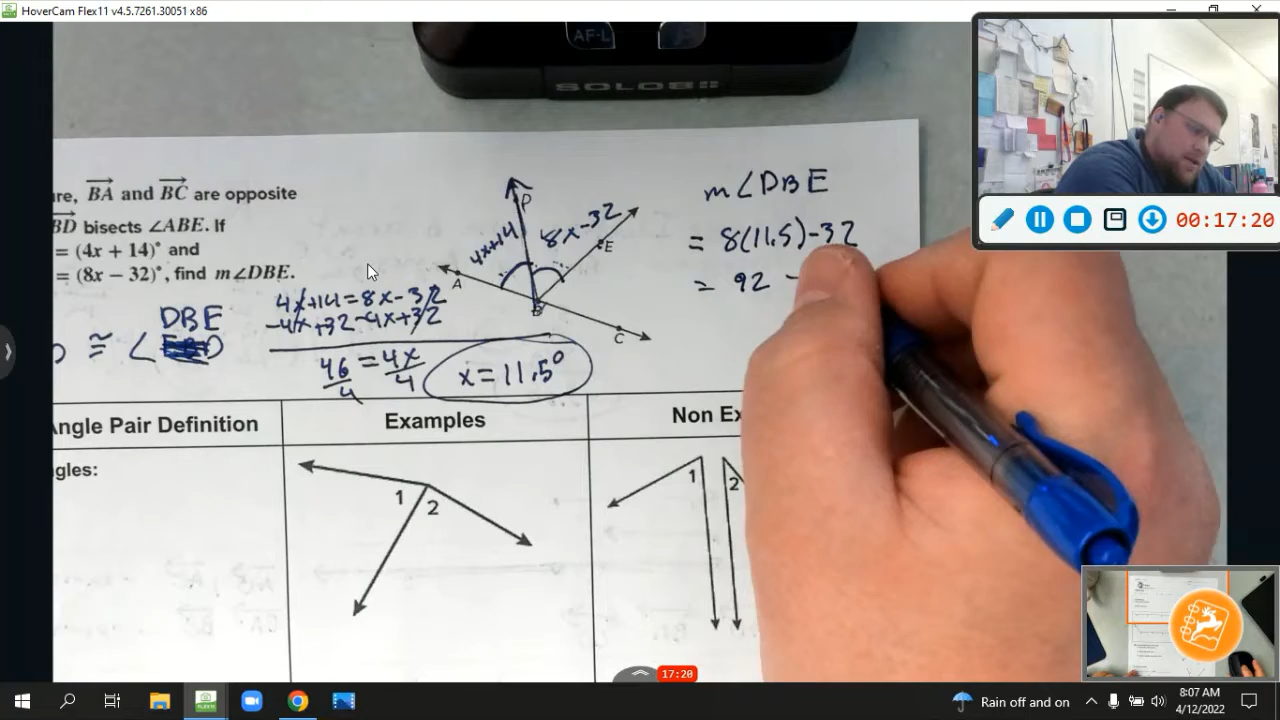 HoverCam Flex11 v4.5.7261.30051 x86
AF-L
SOLO8
re, BA and BC are opposite
BD bisects ∠ABE. If
= (4x + 14)° and
= (8x − 32)°, find m∠DBE.
D
4x+14
8x-32
E
A
B
C
m∠DBE
= 8(11.5)-32
= 92 -
4x+14=8x-32
-4x+32 -4x+32
46 = 4x
4 4
x = 11.5°
DBE
≅ ∠
Angle Pair Definition
Examples
Non Ex
gles:
1
2
1
2
00:17:20
17:20
Rain off and on
8:07 AM
4/12/2022